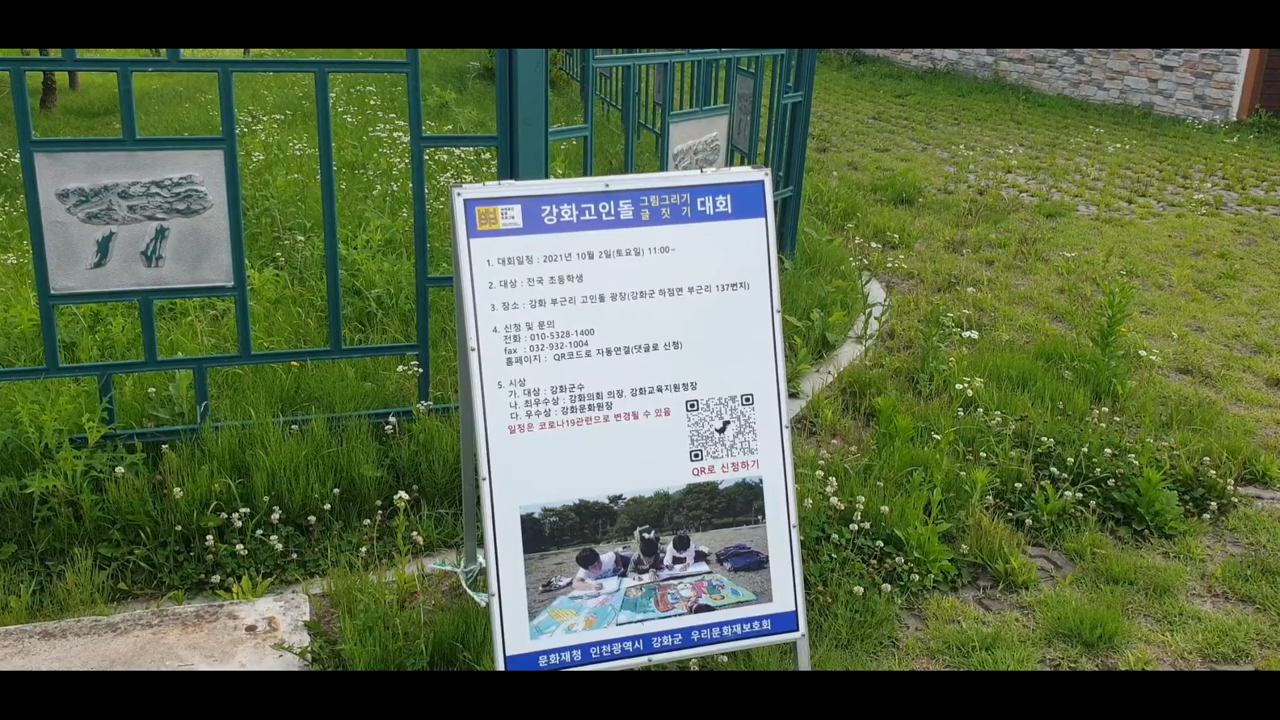 강화고인돌 그림그리기 대회
글 짓 기
1. 대회일정 : 2021년 10월 2일(토요일) 11:00~
2. 대상 : 전국 초등학생
3. 장소 : 강화 부근리 고인돌 광장(강화군 하점면 부근리 137번지)
4. 신청 및 문의
전화 : 010-5328-1400
fax : 032-932-1004
홈페이지 : QR코드로 자동연결(댓글로 신청)
5. 시상
가. 대상 : 강화군수
나. 최우수상 : 강화의회 의장, 강화교육지원청장
다. 우수상 : 강화문화원장
일정은 코로나19관련으로 변경될 수 있음
QR로 신청하기
문화재청 인천광역시 강화군 우리문화재보호회